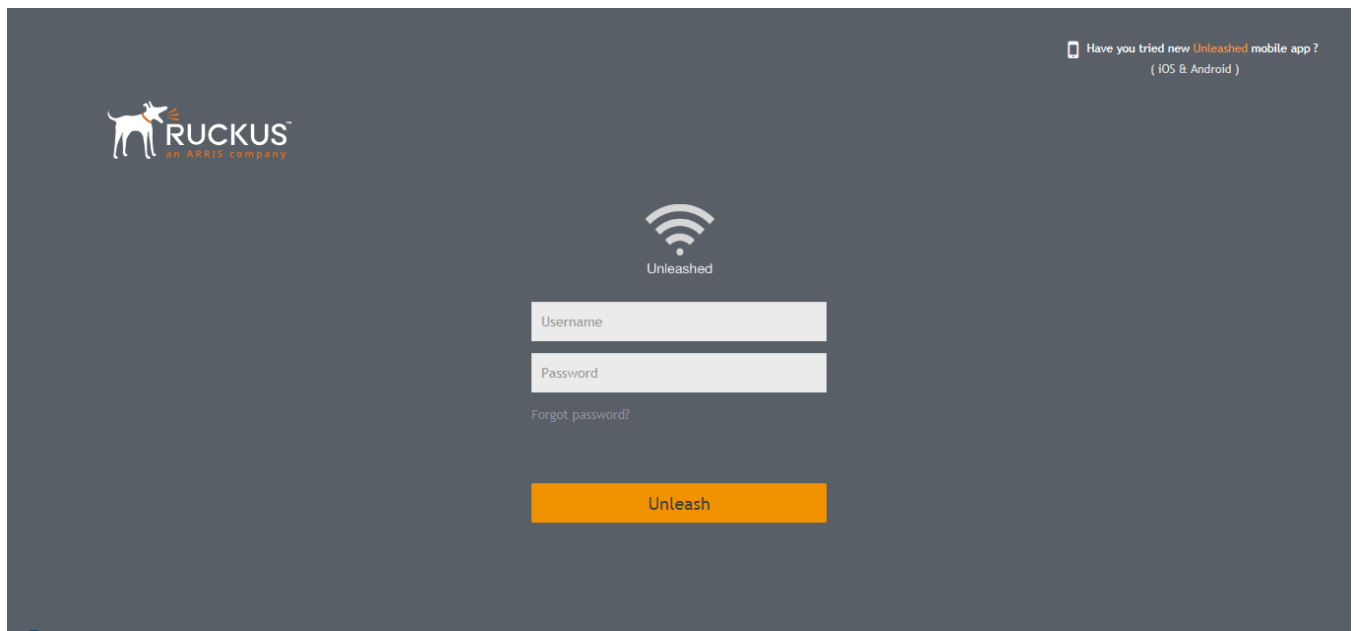 Have you tried new Unleashed mobile app ?
( iOS & Android )
RUCKUS™
an ARRIS company
Unleashed
Username
Password
Forgot password?
Unleash